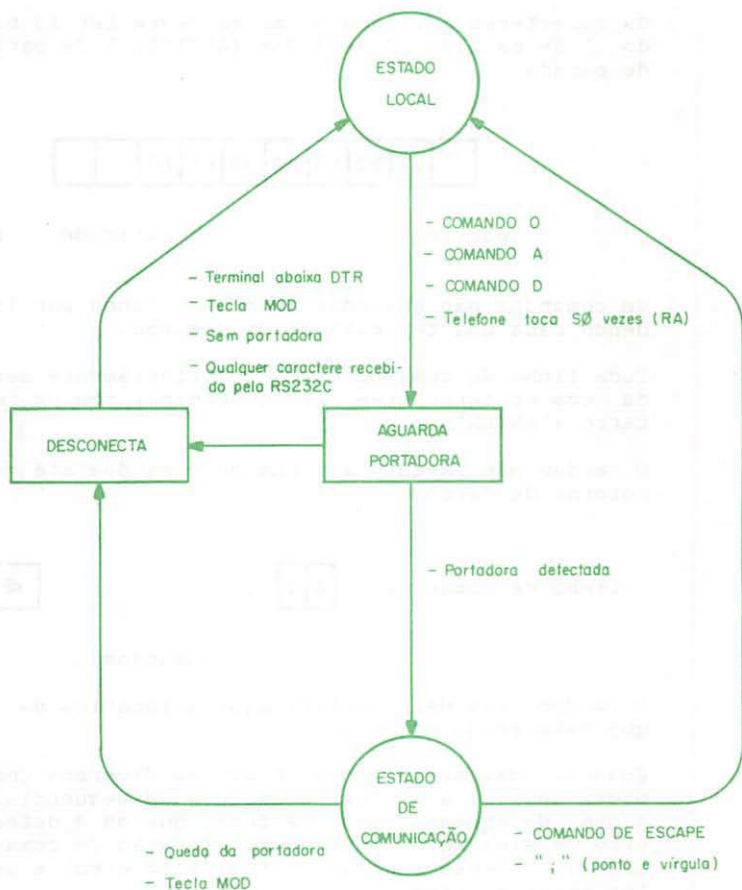 ESTADO
LOCAL
- COMANDO O
- COMANDO A
- COMANDO D
- Telefone toca SØ vezes (RA)
- Terminal abaixa DTR
- Tecla MOD
- Sem portadora
- Qualquer caractere recebi-
do pela RS232C
DESCONECTA
AGUARDA
PORTADORA
- Portadora detectada
ESTADO
DE
COMUNICAÇÃO
- Queda da portadora
- Tecla MOD
- COMANDO DE ESCAPE
- " ; " (ponto e vírgula)